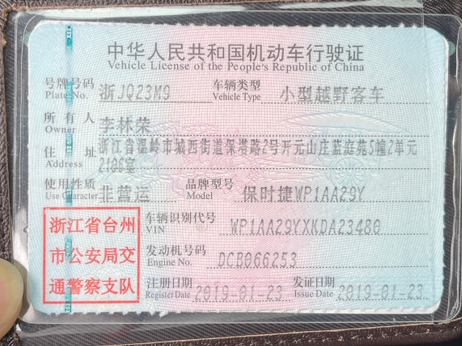 中华人民共和国机动车行驶证
Vehicle License of the People's Republic of China
号牌号码 浙JQ23M9 车辆类型 小型越野客车
Plate No. Vehicle Type
所有人 李林荣
Owner
住址 浙江省温岭市城西街道保塔路2号开元山庄蓝庭苑5幢2单元
Address 2106室
使用性质 非营运 品牌型号 保时捷WP1AA29Y
Use Character Model
浙江省台州
市公安局交
通警察支队
车辆识别代号 WP1AA29YXKDA23480
VIN
发动机号码 DCB066253
Engine No.
注册日期 2019-01-23 发证日期 2019-01-23
Register Date Issue Date